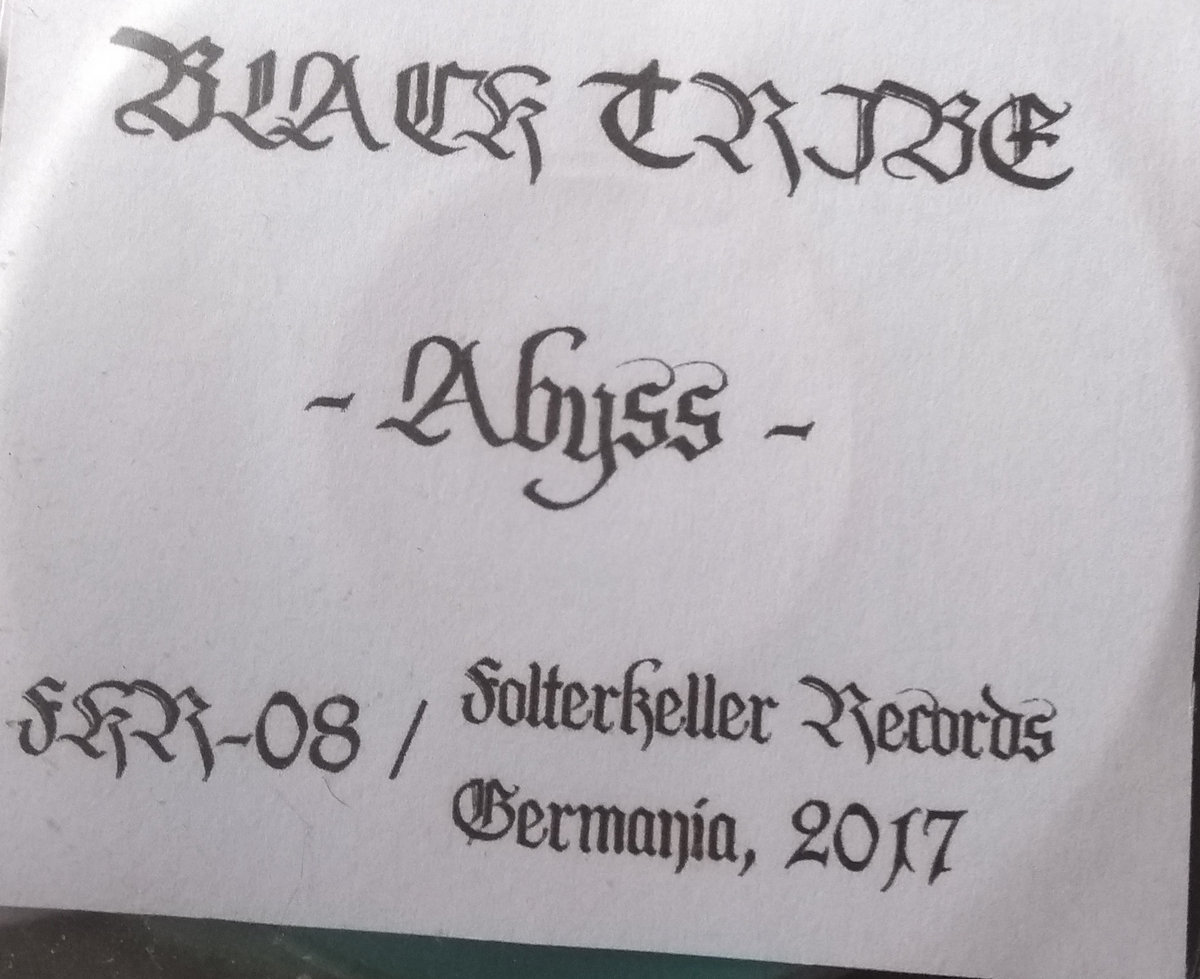 BLACK TRIBE
- Abyss -
FKR-08 / Folterkeller Records
Germania, 2017